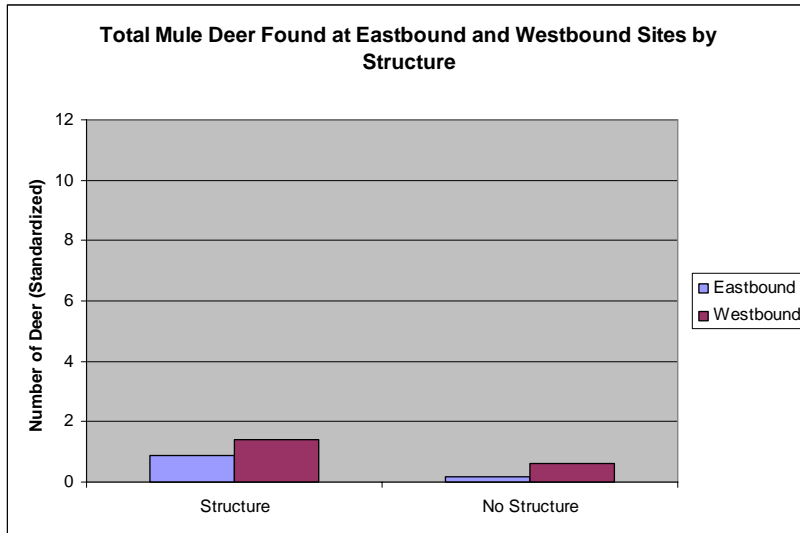 Total Mule Deer Found at Eastbound and Westbound Sites by
Structure
Number of Deer (Standardized)
12
10
8
6
4
2
0
Structure
No Structure
Eastbound
Westbound